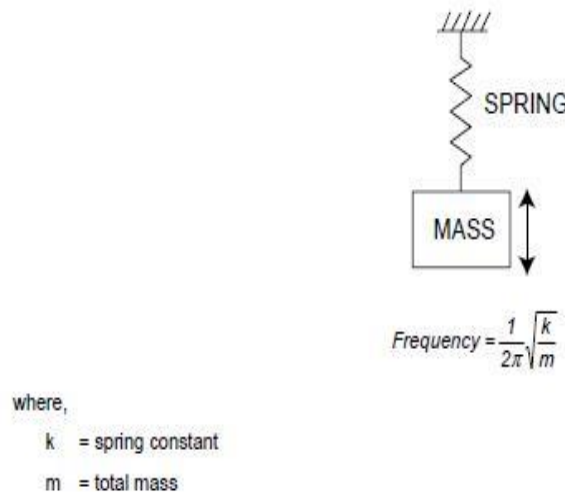 SPRING
MASS
Frequency = 1/2π √k/m
where,
k = spring constant
m = total mass